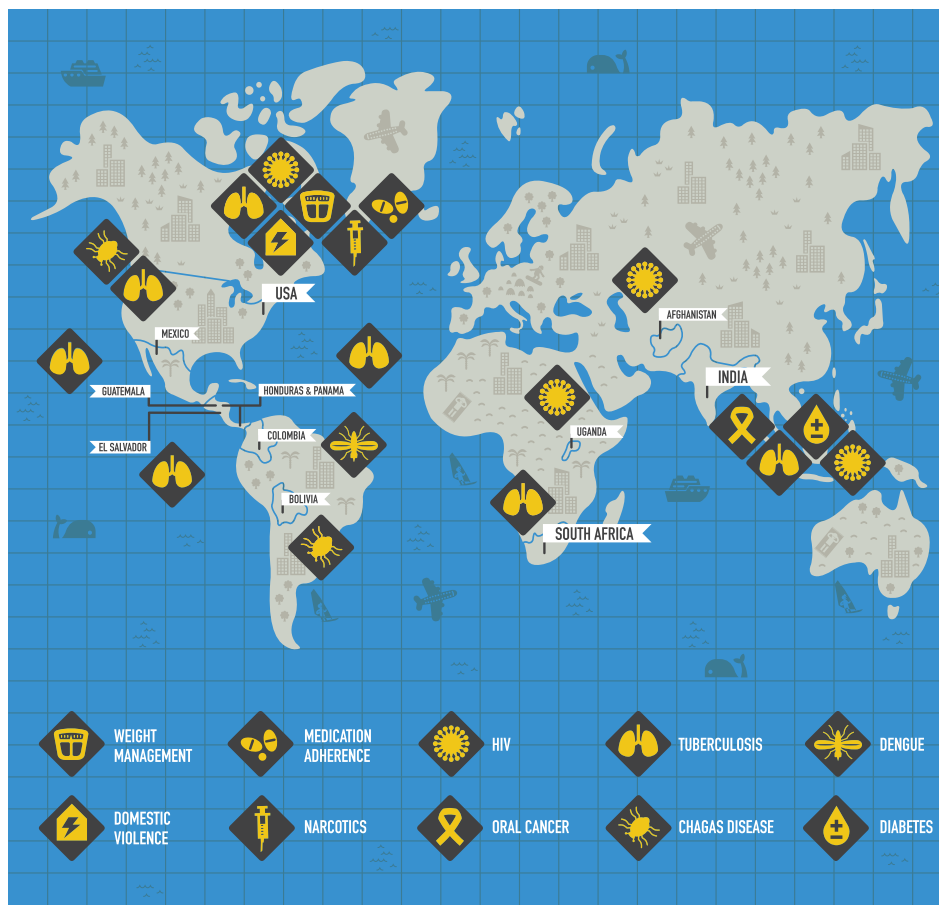 USA
MEXICO
AFGHANISTAN
INDIA
GUATEMALA
HONDURAS & PANAMA
UGANDA
COLOMBIA
EL SALVADOR
BOLIVIA
SOUTH AFRICA
WEIGHT
MANAGEMENT
MEDICATION
ADHERENCE
HIV
TUBERCULOSIS
DENGUE
DOMESTIC
VIOLENCE
NARCOTICS
ORAL CANCER
CHAGAS DISEASE
DIABETES